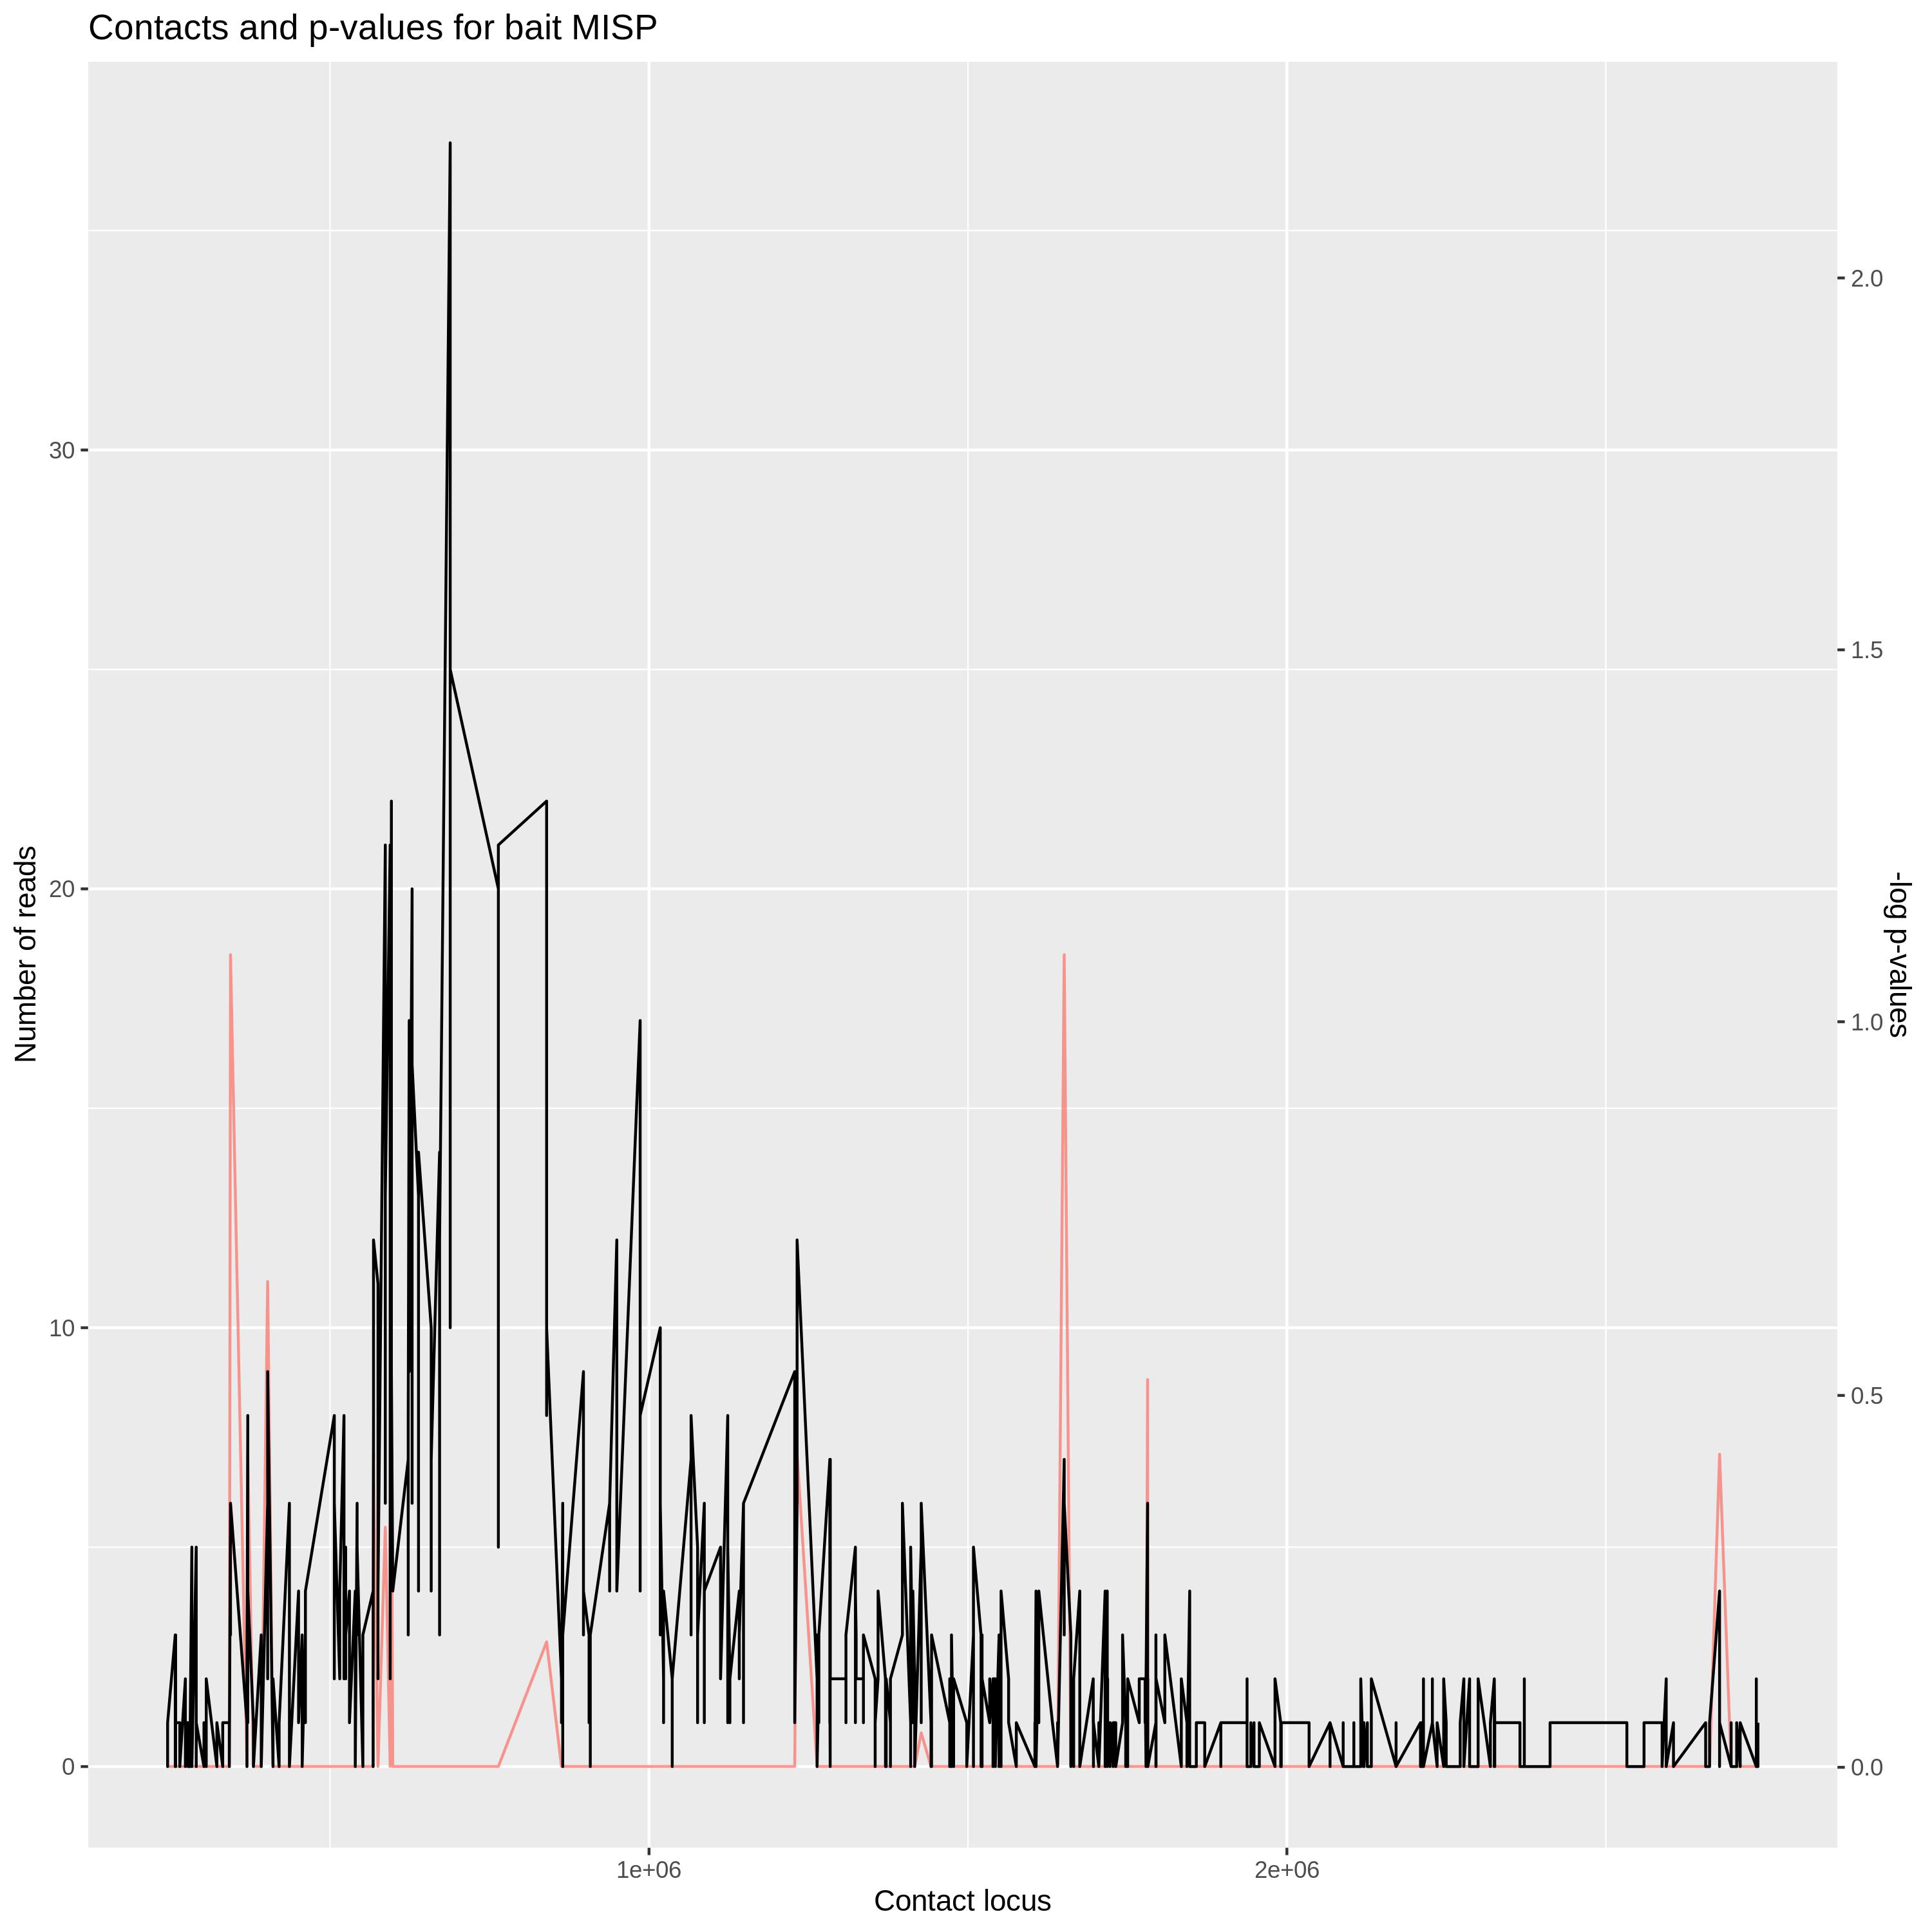 Contacts and p-values for bait MISP
Number of reads
30
20
10
0
2.0
1.5
1.0
0.5
0.0
-log p-values
1e+06
2e+06
Contact locus